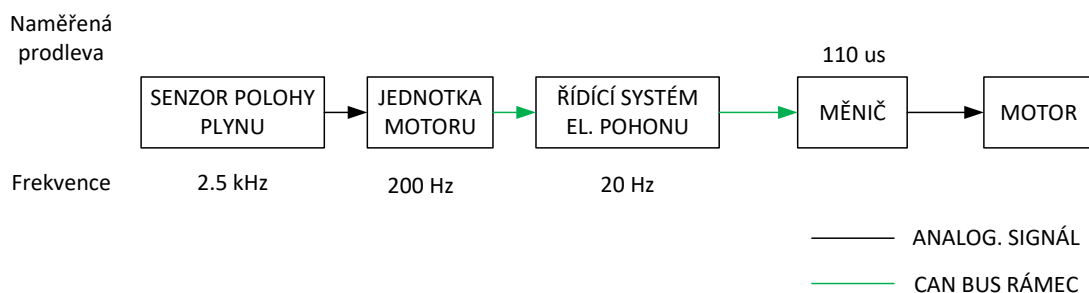 Naměřená
prodleva
110 us
SENZOR POLOHY
PLYNU
JEDNOTKA
MOTORU
ŘÍDÍCÍ SYSTÉM
EL. POHONU
MĚNIČ
MOTOR
Frekvence
2.5 kHz
200 Hz
20 Hz
ANALOG. SIGNÁL
CAN BUS RÁMEC